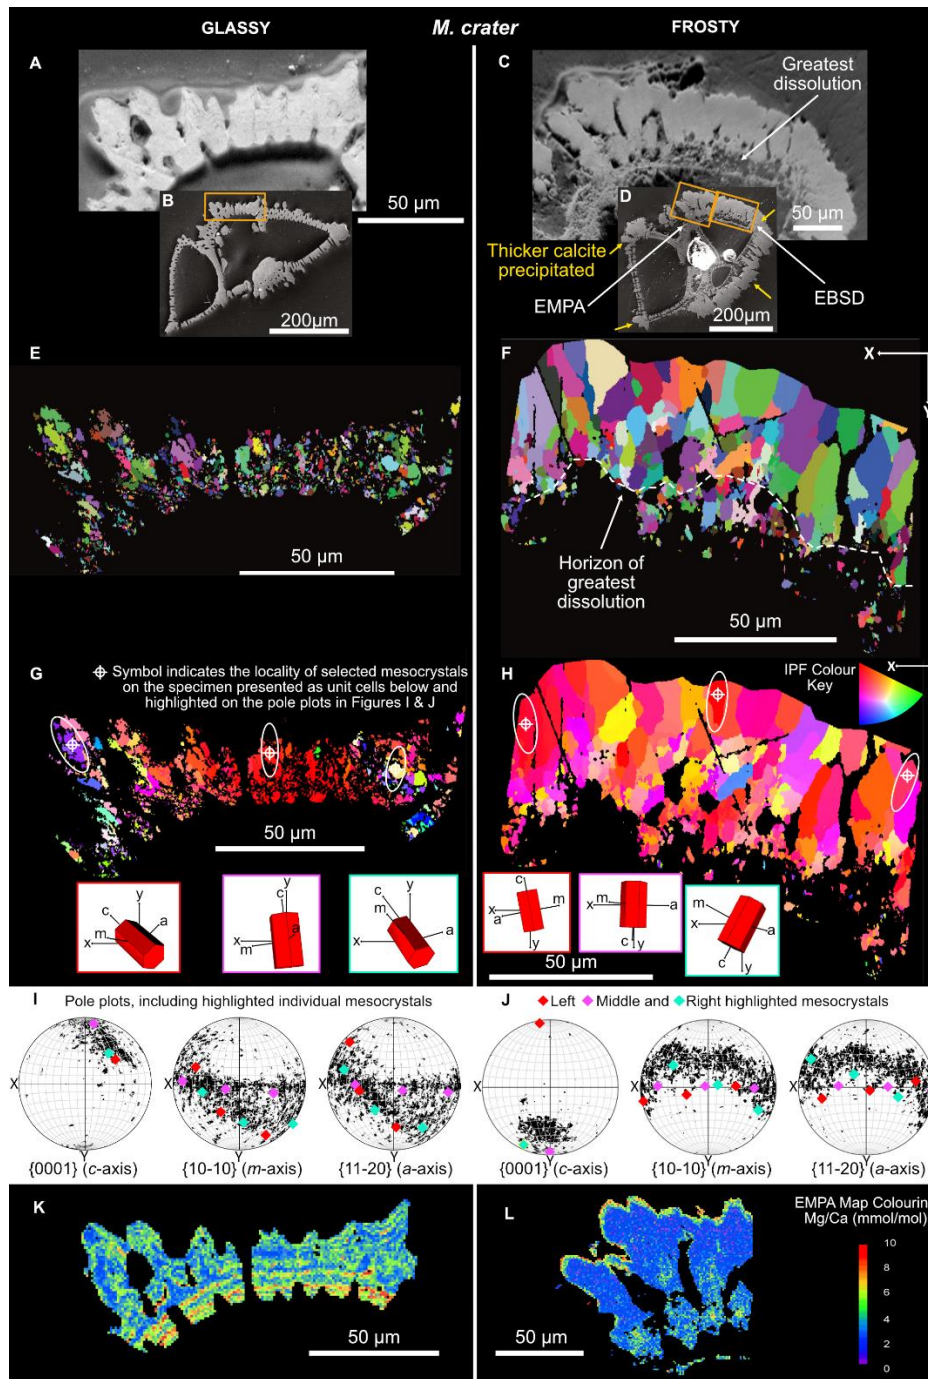 GLASSY
M. crater
FROSTY
A
C
Greatest
dissolution
B
50 µm
D
50 µm
Thicker calcite
precipitated
EMPA
EBSD
200µm
200µm
E
F
X
Y
50 µm
Horizon of
greatest
dissolution
50 µm
G
Symbol indicates the locality of selected mesocrystals
on the specimen presented as unit cells below and
highlighted on the pole plots in Figures I & J
H
IPF Colour
Key
X
50 µm
c
y
m
x
a
c
y
x
m
a
c
y
m
x
a
c
x
a
m
y
x
m
a
c
y
m
x
a
c
y
50 µm
I
Pole plots, including highlighted individual mesocrystals
J
Left
Middle and
Right highlighted mesocrystals
X
X
Y
Y
Y
Y
Y
Y
{0001} (c-axis)
{10-10} (m-axis)
{11-20} (a-axis)
{0001} (c-axis)
{10-10} (m-axis)
{11-20} (a-axis)
K
L
EMPA Map Colourin
Mg/Ca (mmol/mol)
10
8
6
4
2
0
50 µm
50 µm